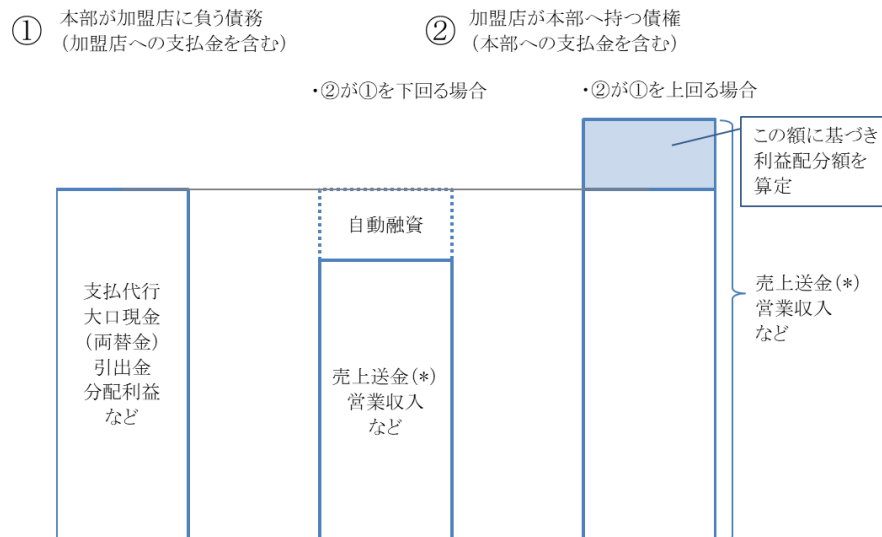 ① 本部が加盟店に負う債務
(加盟店への支払金を含む)
② 加盟店が本部へ持つ債権
(本部への支払金を含む)
・②が①を下回る場合
・②が①を上回る場合
この額に基づき
利益配分額を
算定
自動融資
支払代行
大口現金
(両替金)
引出金
分配利益
など
売上送金(*)
営業収入
など
売上送金(*)
営業収入
など